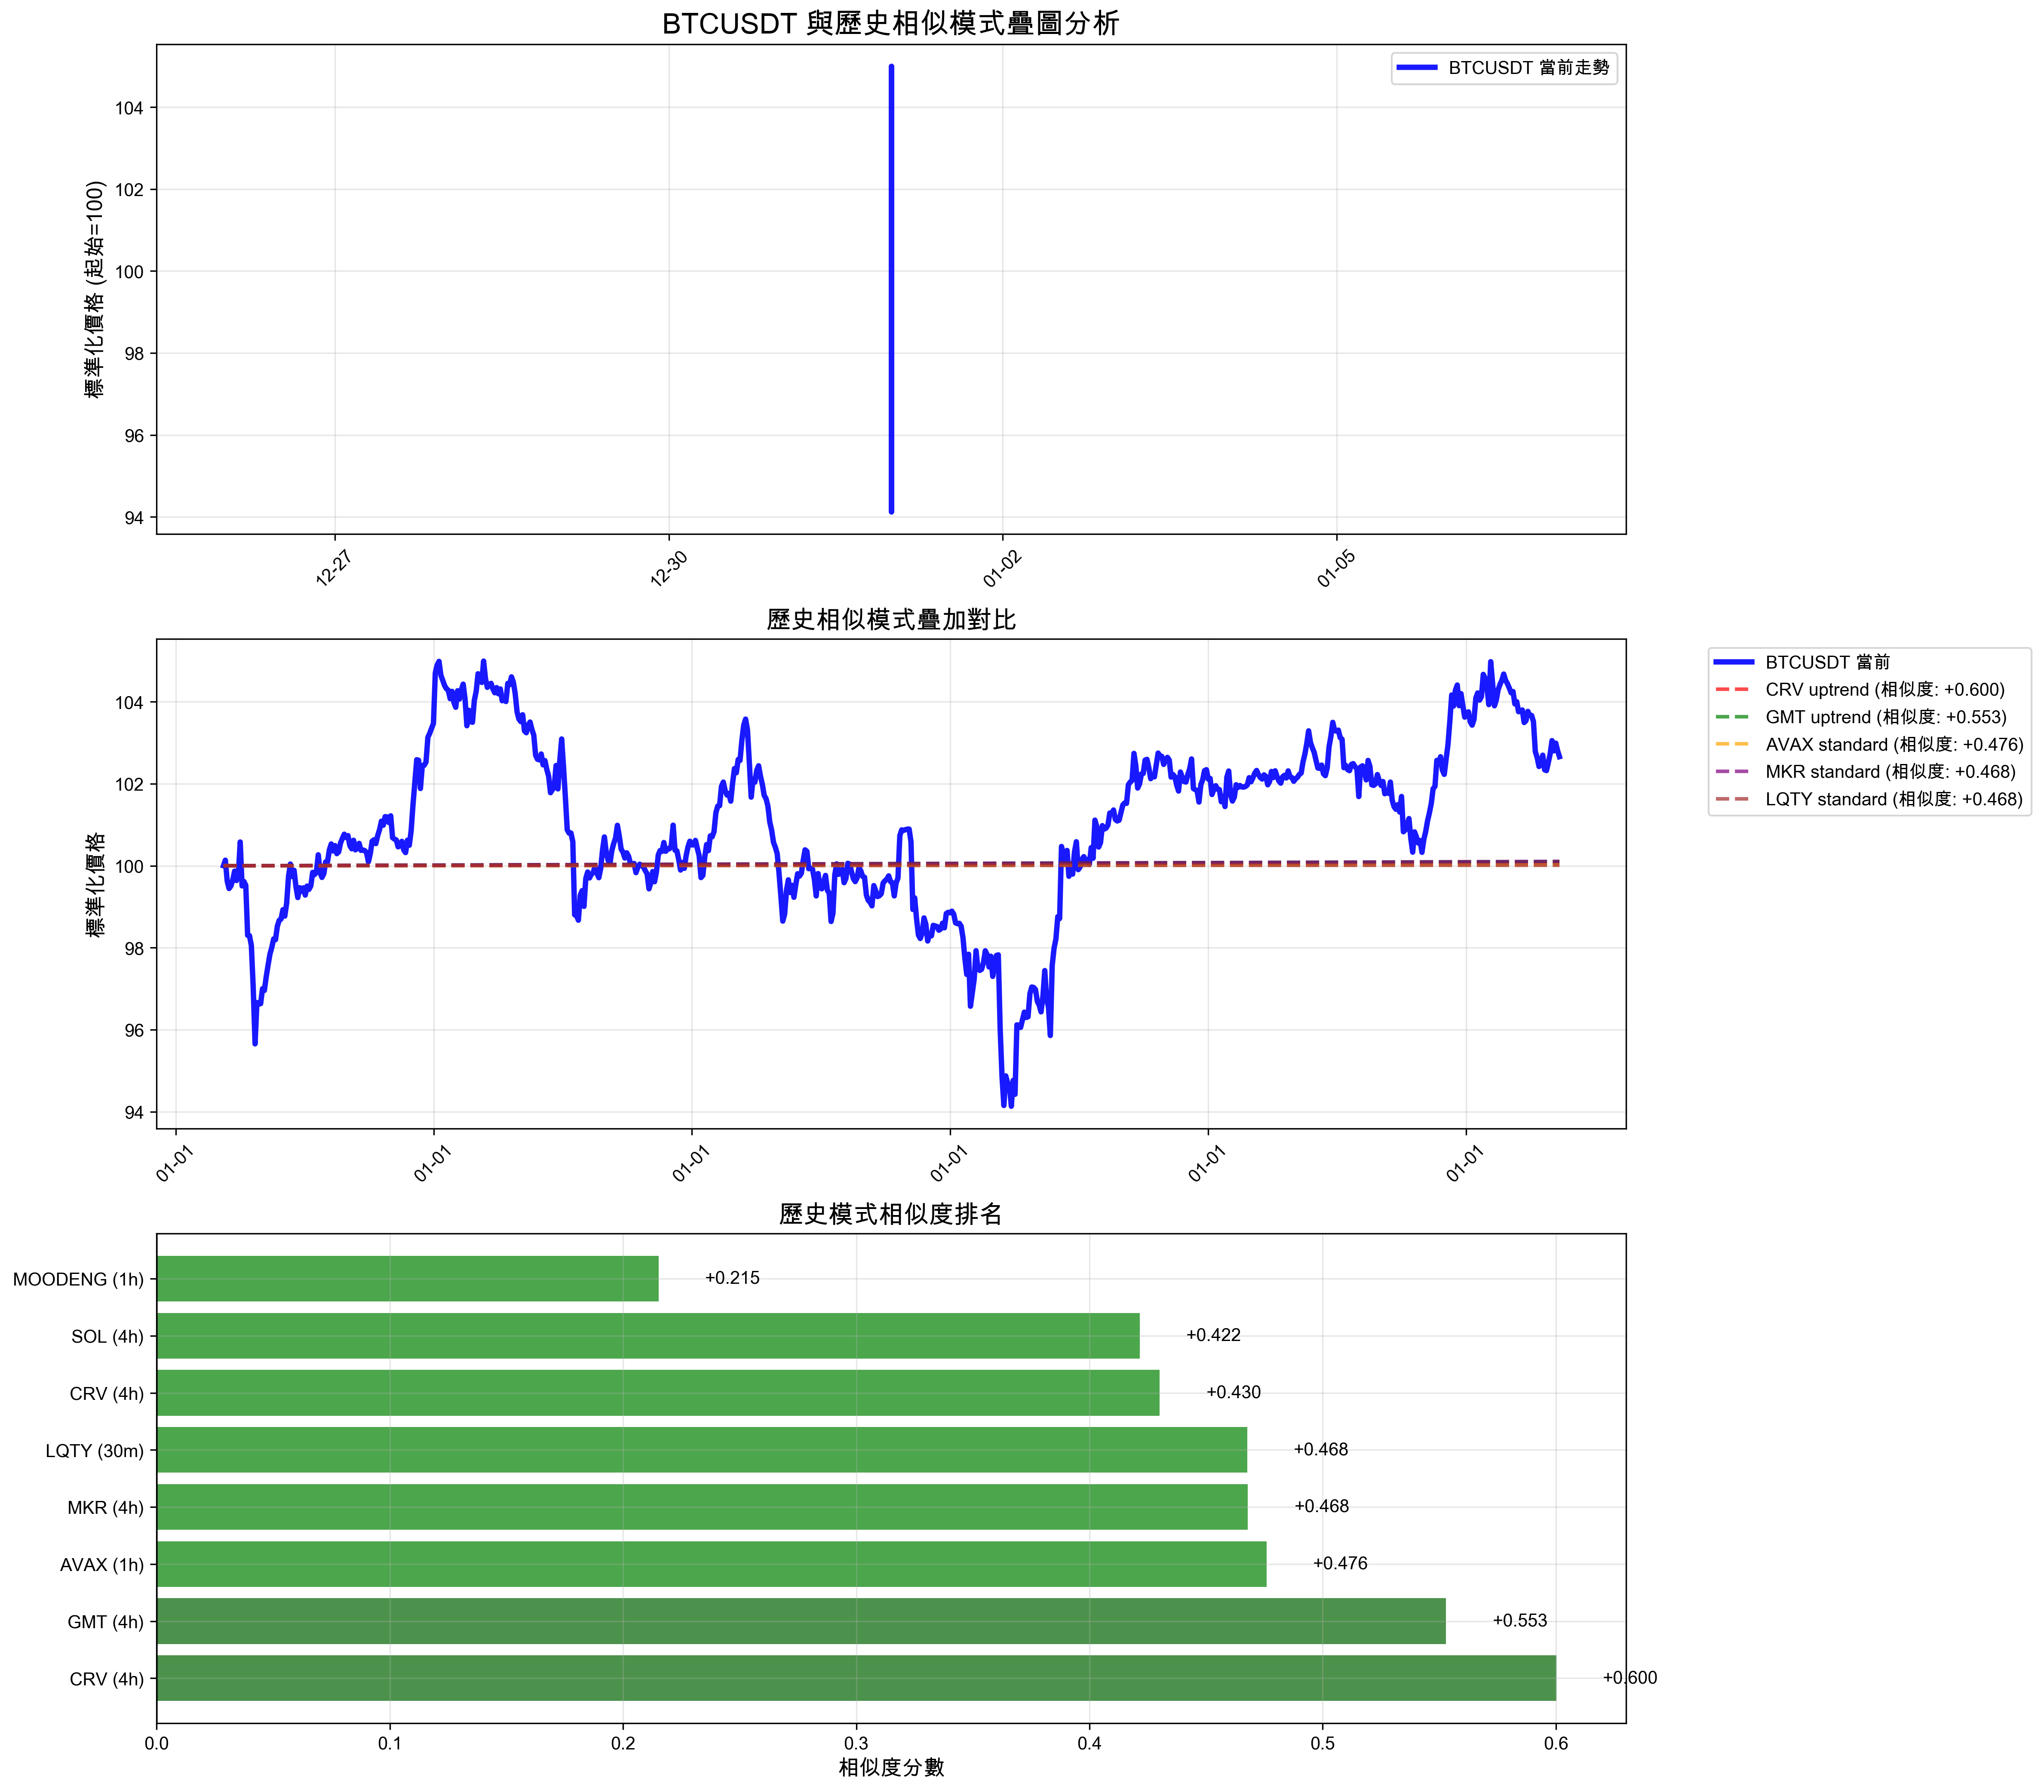 BTCUSDT 與歷史相似模式疊圖分析
BTCUSDT 當前走勢
標準化價格 (起始=100)
104
102
100
98
96
94
12-27
12-30
01-02
01-05
歷史相似模式疊加對比
BTCUSDT 當前
CRV uptrend (相似度: +0.600)
GMT uptrend (相似度: +0.553)
AVAX standard (相似度: +0.476)
MKR standard (相似度: +0.468)
LQTY standard (相似度: +0.468)
標準化價格
104
102
100
98
96
94
01-01
01-01
01-01
01-01
01-01
01-01
歷史模式相似度排名
MOODENG (1h)
+0.215
SOL (4h)
+0.422
CRV (4h)
+0.430
LQTY (30m)
+0.468
MKR (4h)
+0.468
AVAX (1h)
+0.476
GMT (4h)
+0.553
CRV (4h)
+0.600
0.0
0.1
0.2
0.3
0.4
0.5
0.6
相似度分數